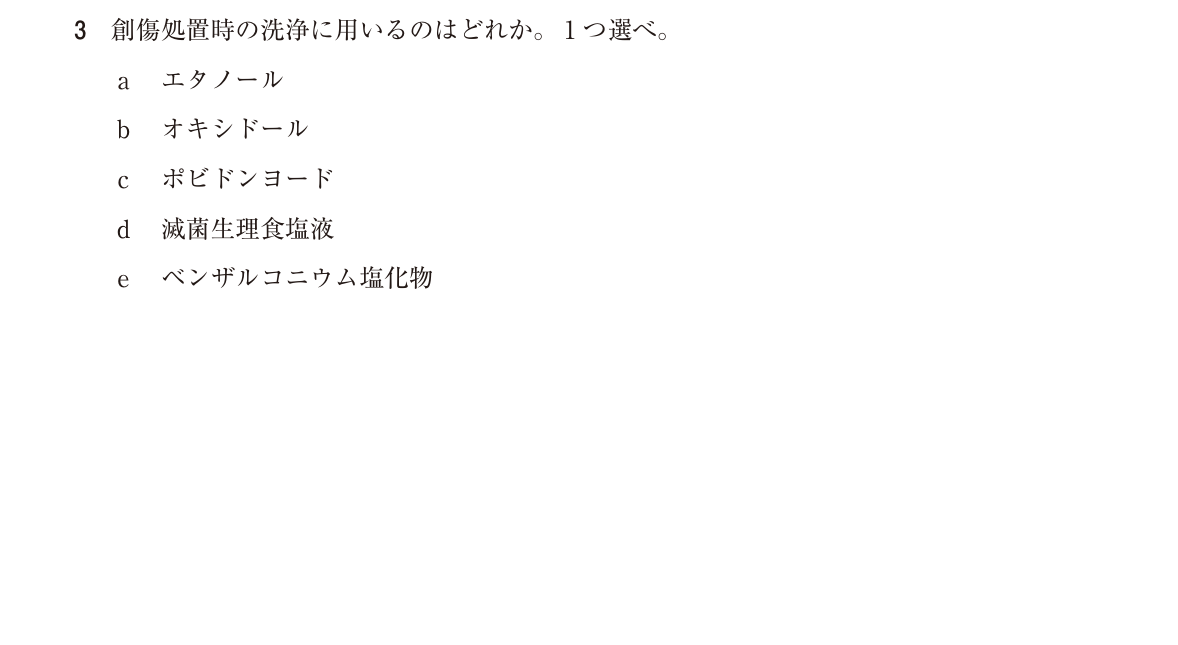 3 創傷処置時の洗浄に用いるのはどれか。1つ選べ。
a エタノール
b オキシドール
c ポビドンヨード
d 滅菌生理食塩液
e ベンザルコニウム塩化物